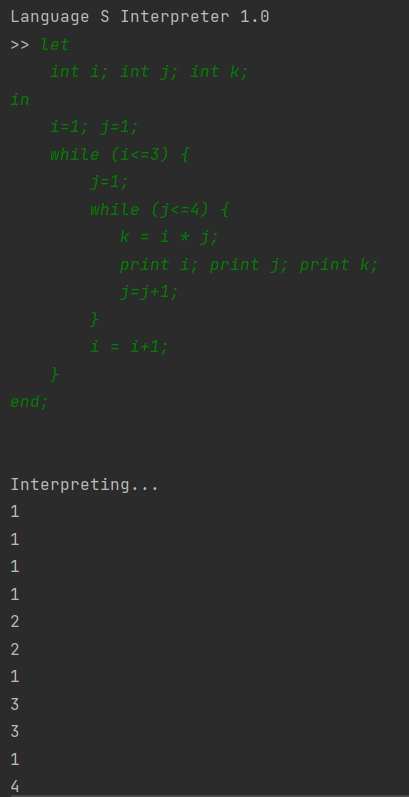 Language S Interpreter 1.0
>> let
    int i; int j; int k;
in
    i=1; j=1;
    while (i<=3) {
        j=1;
        while (j<=4) {
           k = i * j;
           print i; print j; print k;
           j=j+1;
        }
        i = i+1;
    }
end;
Interpreting...
1
1
1
1
2
2
1
3
3
1
4